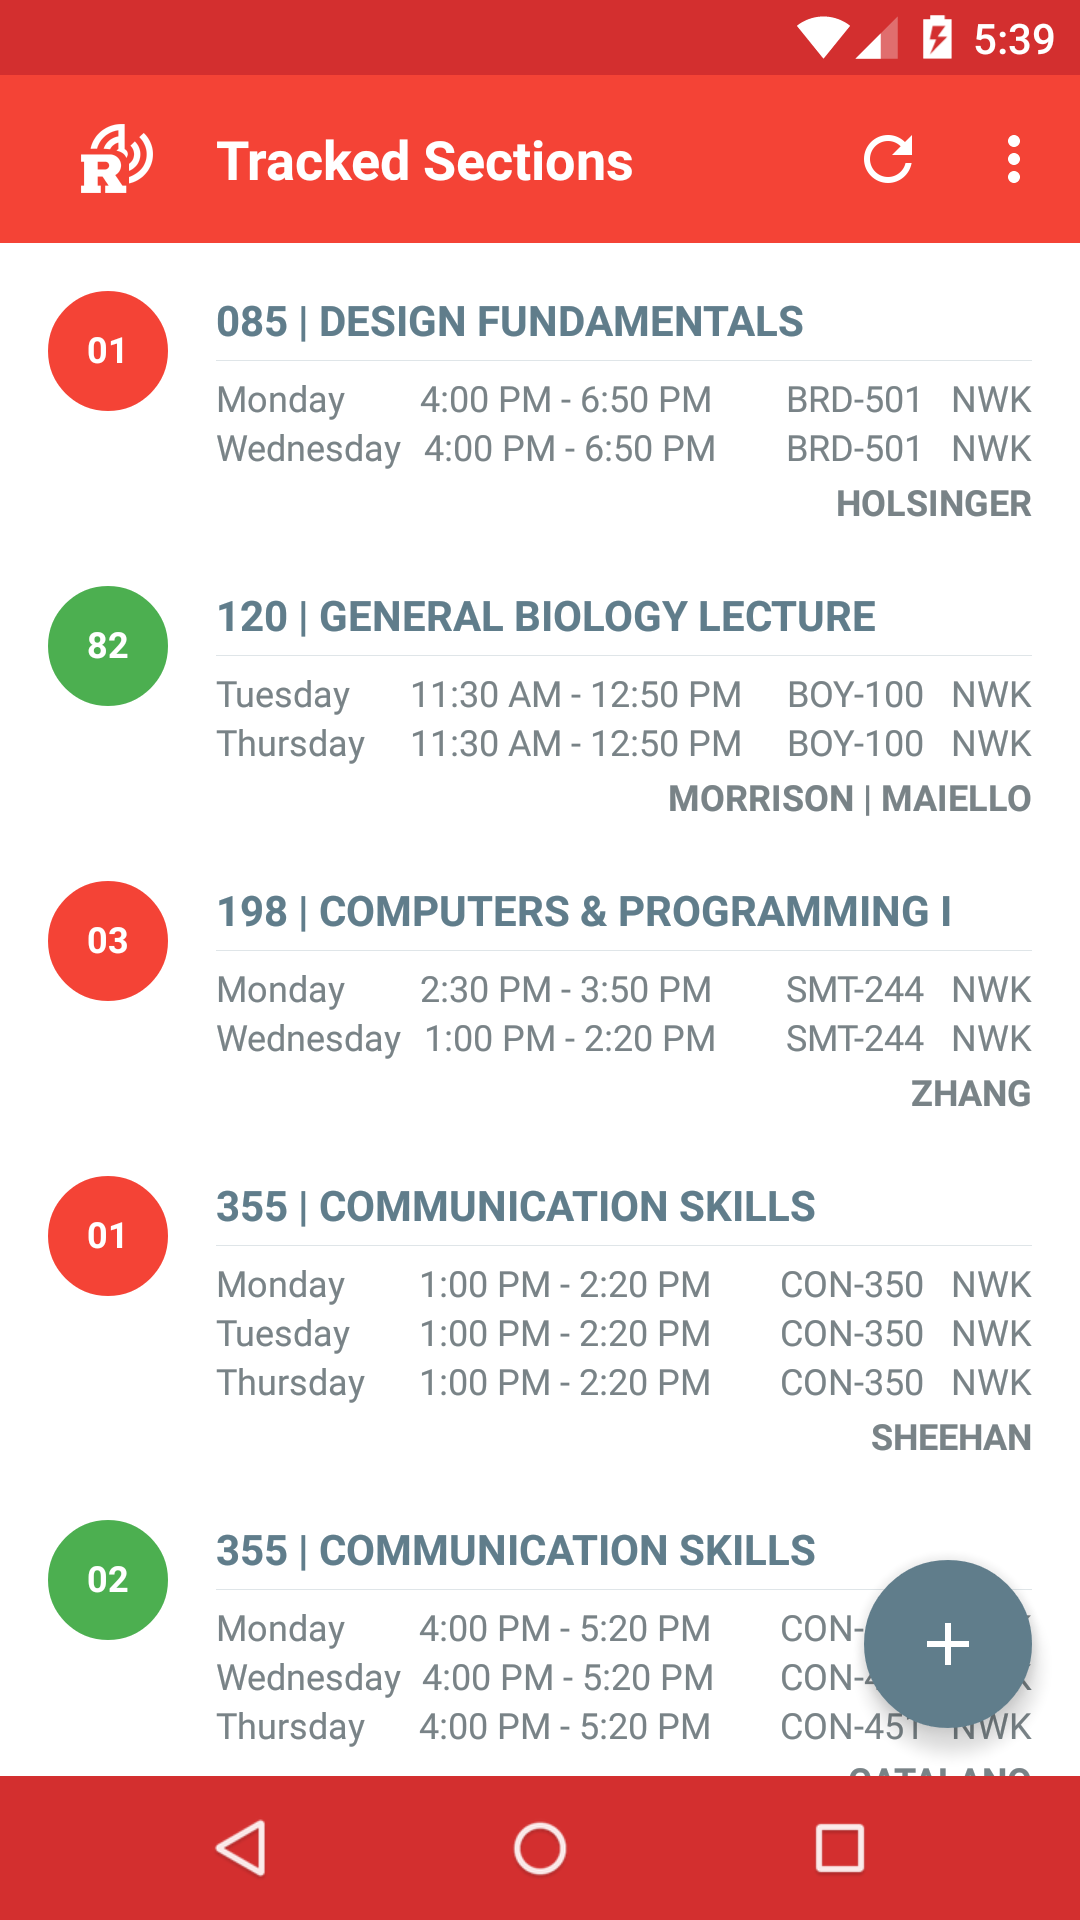 5:39
R
Tracked Sections
01
085 | DESIGN FUNDAMENTALS
Monday 4:00 PM - 6:50 PM BRD-501 NWK
Wednesday 4:00 PM - 6:50 PM BRD-501 NWK
HOLSINGER
82
120 | GENERAL BIOLOGY LECTURE
Tuesday 11:30 AM - 12:50 PM BOY-100 NWK
Thursday 11:30 AM - 12:50 PM BOY-100 NWK
MORRISON | MAIELLO
03
198 | COMPUTERS & PROGRAMMING I
Monday 2:30 PM - 3:50 PM SMT-244 NWK
Wednesday 1:00 PM - 2:20 PM SMT-244 NWK
ZHANG
01
355 | COMMUNICATION SKILLS
Monday 1:00 PM - 2:20 PM CON-350 NWK
Tuesday 1:00 PM - 2:20 PM CON-350 NWK
Thursday 1:00 PM - 2:20 PM CON-350 NWK
SHEEHAN
02
355 | COMMUNICATION SKILLS
Monday 4:00 PM - 5:20 PM CON-
Wednesday 4:00 PM - 5:20 PM CON-4
Thursday 4:00 PM - 5:20 PM CON-451 NWK